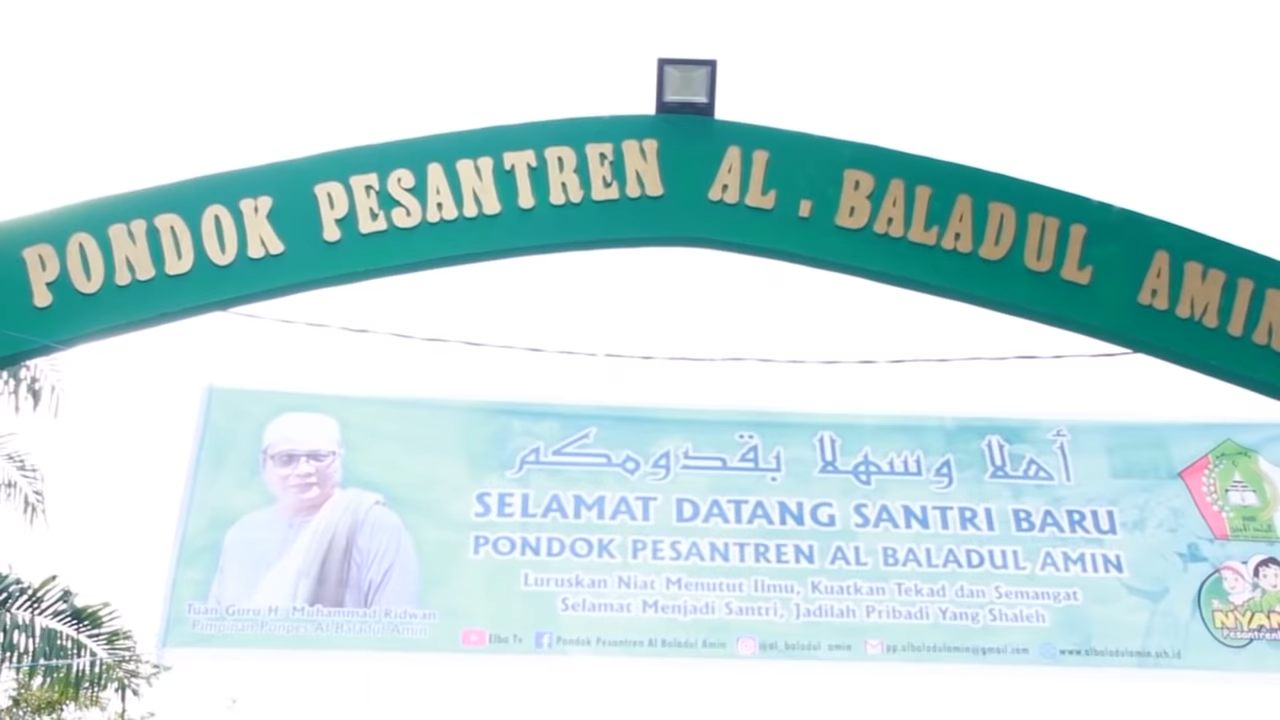 PONDOK PESANTREN AL . BALADUL AMIN
أهلا وسهلا بقدومكم
SELAMAT DATANG SANTRI BARU
PONDOK PESANTREN AL BALADUL AMIN
Luruskan Niat Menutut Ilmu, Kuatkan Tekad dan Semangat
Selamat Menjadi Santri, Jadilah Pribadi Yang Shaleh
Tuan Guru H. Muhammad Ridwan
Pimpinan Ponpes Al Baladul Amin
Elba Tv Pondok Pesantren Al Baladul Amin @al_baladul_amin pp.albaladulamin@gmail.com www.albaladulamin.sch.id